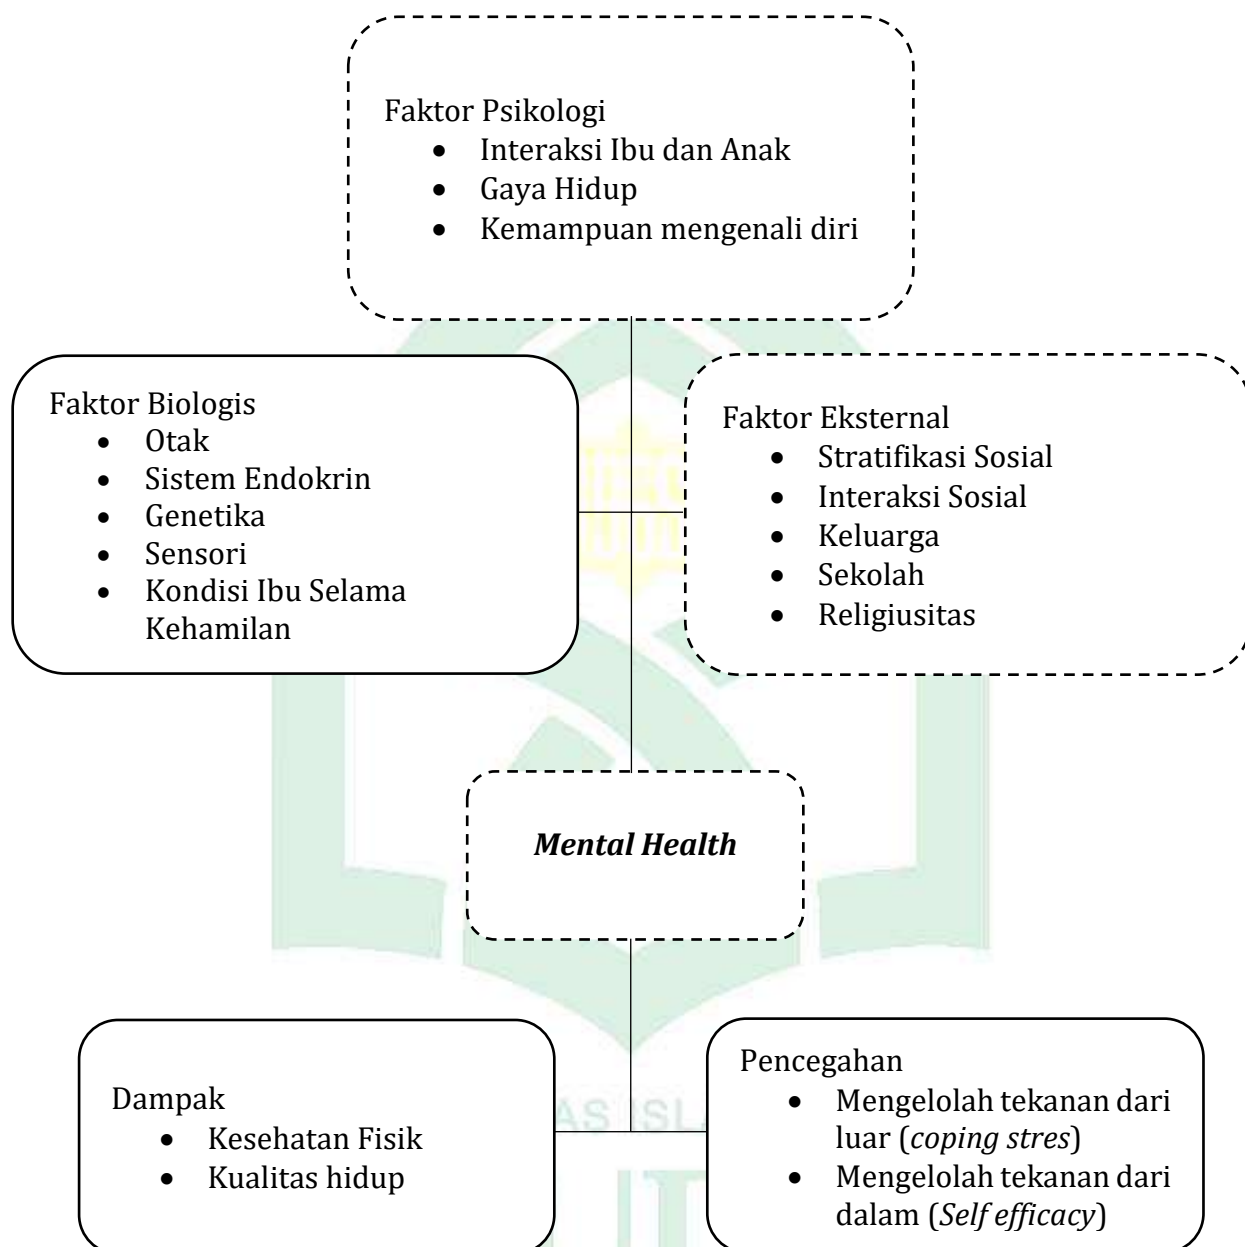 Faktor Psikologi
• Interaksi Ibu dan Anak
• Gaya Hidup
• Kemampuan mengenali diri
Faktor Biologis
• Otak
• Sistem Endokrin
• Genetika
• Sensori
• Kondisi Ibu Selama
Kehamilan
Faktor Eksternal
• Stratifikasi Sosial
• Interaksi Sosial
• Keluarga
• Sekolah
• Religiusitas
Mental Health
Dampak
• Kesehatan Fisik
• Kualitas hidup
Pencegahan
• Mengelolah tekanan dari
luar (coping stres)
• Mengelolah tekanan dari
dalam (Self efficacy)